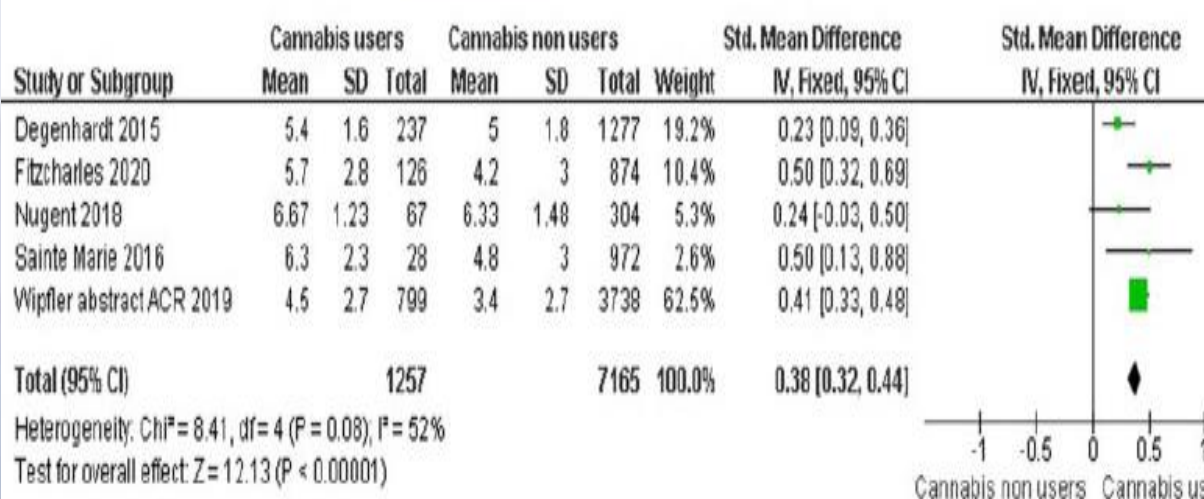 Cannabis users Cannabis non users Std. Mean Difference Std. Mean Difference
Study or Subgroup Mean SD Total Mean SD Total Weight IV, Fixed, 95% CI IV, Fixed, 95% CI
Degenhardt 2015 5.4 1.6 237 5 1.8 1277 19.2% 0.23 [0.09, 0.36]
Fitzcharles 2020 5.7 2.8 126 4.2 3 874 10.4% 0.50 [0.32, 0.69]
Nugent 2018 6.67 1.23 67 6.33 1.48 304 5.3% 0.24 [-0.03, 0.50]
Sainte Marie 2016 6.3 2.3 28 4.8 3 972 2.6% 0.50 [0.13, 0.88]
Wipfler abstract ACR 2019 4.5 2.7 799 3.4 2.7 3738 62.5% 0.41 [0.33, 0.48]
Total (95% CI) 1257 7165 100.0% 0.38 [0.32, 0.44]
Heterogeneity: Chi² = 8.41, df = 4 (P = 0.08); I² = 52%
Test for overall effect: Z = 12.13 (P < 0.00001)
-1 -0.5 0 0.5 1
Cannabis non users Cannabis us